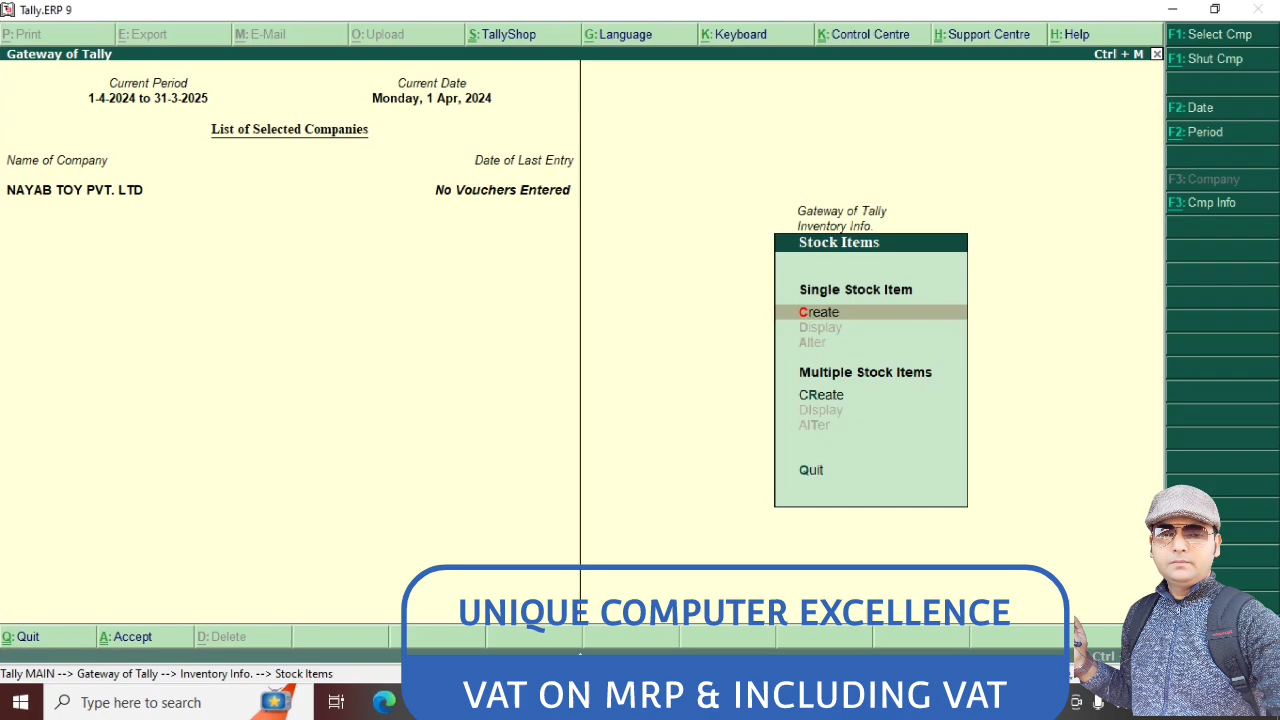 Tally.ERP 9
P: Print E: Export M: E-Mail O: Upload S: TallyShop G: Language K: Keyboard K: Control Centre H: Support Centre H: Help
Gateway of Tally Ctrl + M
Current Period Current Date
1-4-2024 to 31-3-2025 Monday, 1 Apr, 2024
List of Selected Companies
Name of Company Date of Last Entry
NAYAB TOY PVT. LTD No Vouchers Entered
Gateway of Tally
Inventory Info.
Stock Items
Single Stock Item
Create
Display
Alter
Multiple Stock Items
CReate
DIsplay
AlTer
Quit
F1: Select Cmp
F1: Shut Cmp
F2: Date
F2: Period
F3: Company
F3: Cmp Info
Q: Quit A: Accept D: Delete
Ctrl +
Tally MAIN --> Gateway of Tally --> Inventory Info. --> Stock Items
Type here to search
UNIQUE COMPUTER EXCELLENCE
VAT ON MRP & INCLUDING VAT